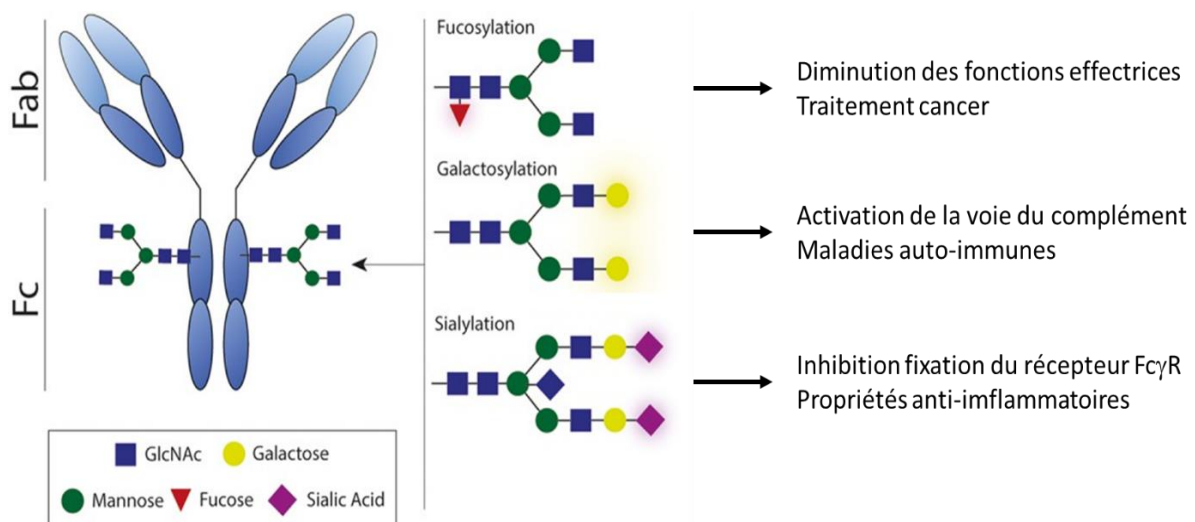 Fab
Fc
Fucosylation
Diminution des fonctions effectrices
Traitement cancer
Galactosylation
Activation de la voie du complément
Maladies auto-immunes
Sialylation
Inhibition fixation du récepteur FcγR
Propriétés anti-imflammatoires
GlcNAc
Galactose
Mannose
Fucose
Sialic Acid